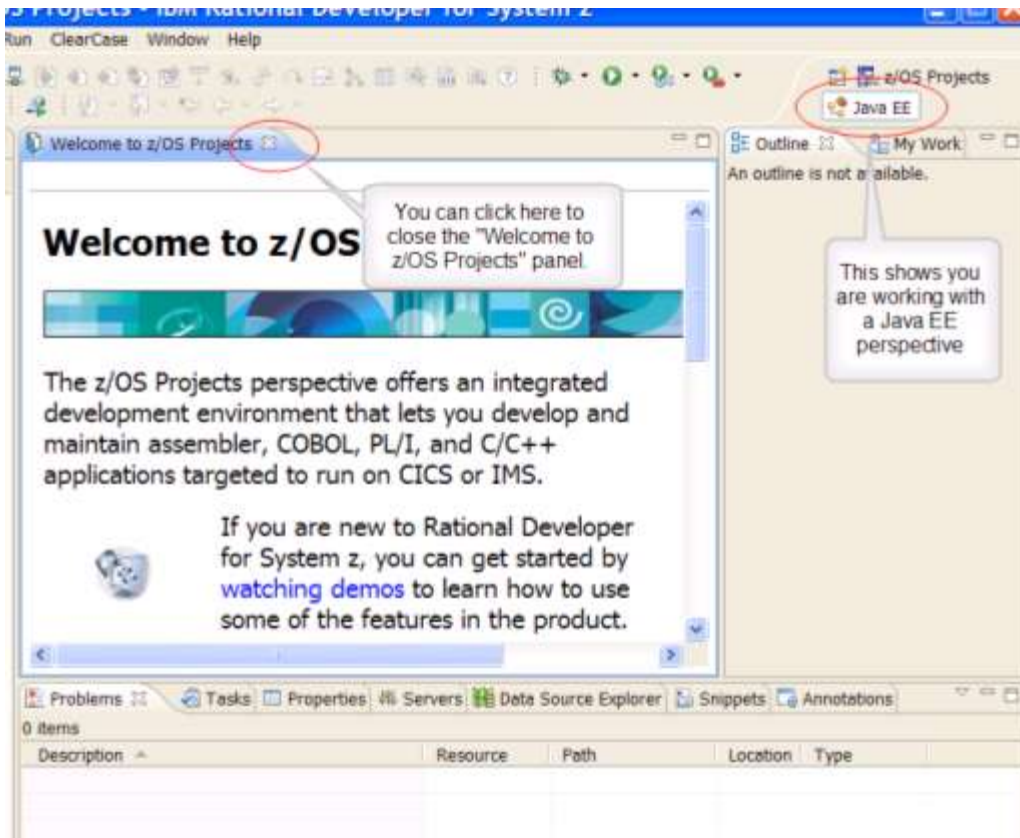 Projects - IBM Rational Developer for System z
Run ClearCase Window Help
z/OS Projects
Java EE
Welcome to z/OS Projects
Outline My Work
An outline is not available.
You can click here to
close the "Welcome to
z/OS Projects" panel.
Welcome to z/OS
This shows you
are working with
a Java EE
perspective
The z/OS Projects perspective offers an integrated
development environment that lets you develop and
maintain assembler, COBOL, PL/I, and C/C++
applications targeted to run on CICS or IMS.
If you are new to Rational Developer
for System z, you can get started by
watching demos to learn how to use
some of the features in the product.
Problems Tasks Properties Servers Data Source Explorer Snippets Annotations
0 items
Description Resource Path Location Type